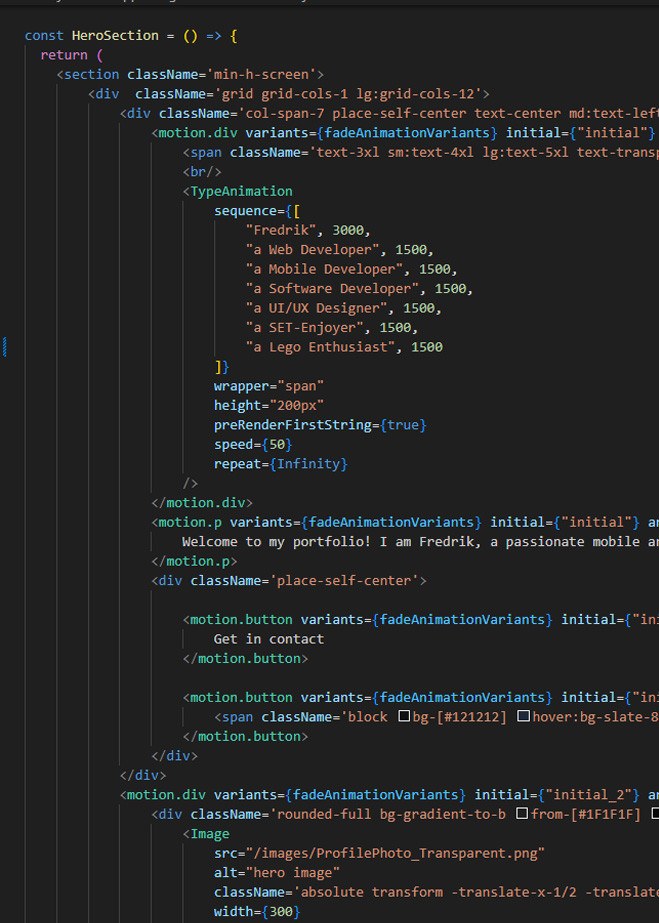 const HeroSection = () => {
return (
<section className='min-h-screen'>
<div className='grid grid-cols-1 lg:grid-cols-12'>
<div className='col-span-7 place-self-center text-center md:text-left
<motion.div variants={fadeAnimationVariants} initial={"initial"}
<span className='text-3xl sm:text-4xl lg:text-5xl text-transp
<br/>
<TypeAnimation
sequence={[
"Fredrik", 3000,
"a Web Developer", 1500,
"a Mobile Developer", 1500,
"a Software Developer", 1500,
"a UI/UX Designer", 1500,
"a SET-Enjoyer", 1500,
"a Lego Enthusiast", 1500
]}
wrapper="span"
height="200px"
preRenderFirstString={true}
speed={50}
repeat={Infinity}
/>
</motion.div>
<motion.p variants={fadeAnimationVariants} initial={"initial"} an
Welcome to my portfolio! I am Fredrik, a passionate mobile an
</motion.p>
<div className='place-self-center'>
<motion.button variants={fadeAnimationVariants} initial={"ini
Get in contact
</motion.button>
<motion.button variants={fadeAnimationVariants} initial={"ini
<span className='block bg-[#121212] hover:bg-slate-8
</motion.button>
</div>
</div>
<motion.div variants={fadeAnimationVariants} initial={"initial_2"} an
<div className='rounded-full bg-gradient-to-b from-[#1F1F1F]
<Image
src="/images/ProfilePhoto_Transparent.png"
alt="hero image"
className='absolute transform -translate-x-1/2 -translate
width={300}